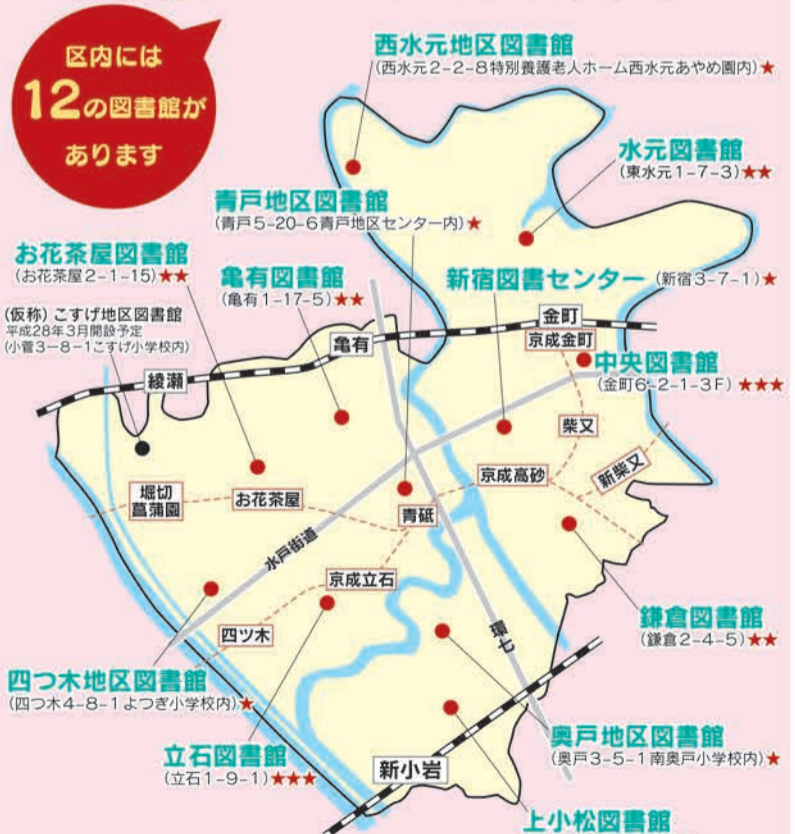 区内には
12の図書館が
あります
西水元地区図書館
(西水元2-2-8特別養護老人ホーム西水元あやめ園内)★
水元図書館
(東水元1-7-3)★★
青戸地区図書館
(青戸5-20-6青戸地区センター内)★
お花茶屋図書館
(お花茶屋2-1-15)★★
亀有図書館
(亀有1-17-5)★★
新宿図書センター(新宿3-7-1)★
(仮称)こすげ地区図書館
平成28年3月開設予定
(小菅3ー8ー1こすげ小学校内)
金町
京成金町
亀有
綾瀬
中央図書館
(金町6-2-1-3F)★★★
柴又
新柴又
京成高砂
堀切
菖蒲園
お花茶屋
青砥
水戸街道
京成立石
四ツ木
環七
鎌倉図書館
(鎌倉2-4-5)★★
四つ木地区図書館
(四つ木4-8-1よつぎ小学校内)★
立石図書館
(立石1-9-1)★★★
新小岩
奥戸地区図書館
(奥戸3-5-1南奥戸小学校内)★
上小松図書館